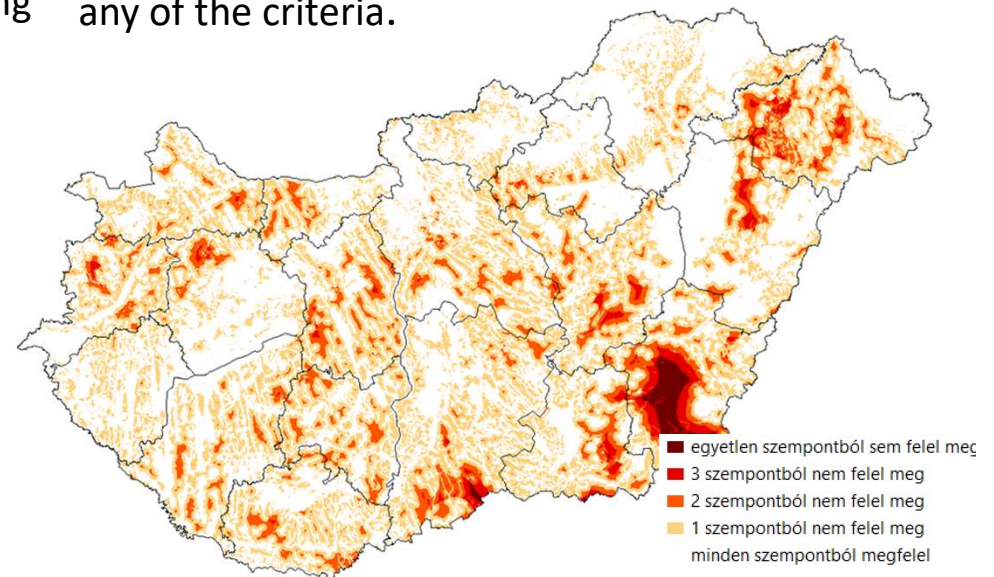 any of the criteria.
egyetlen szempontból sem felel meg
3 szempontból nem felel meg
2 szempontból nem felel meg
1 szempontból nem felel meg
minden szempontból megfelel